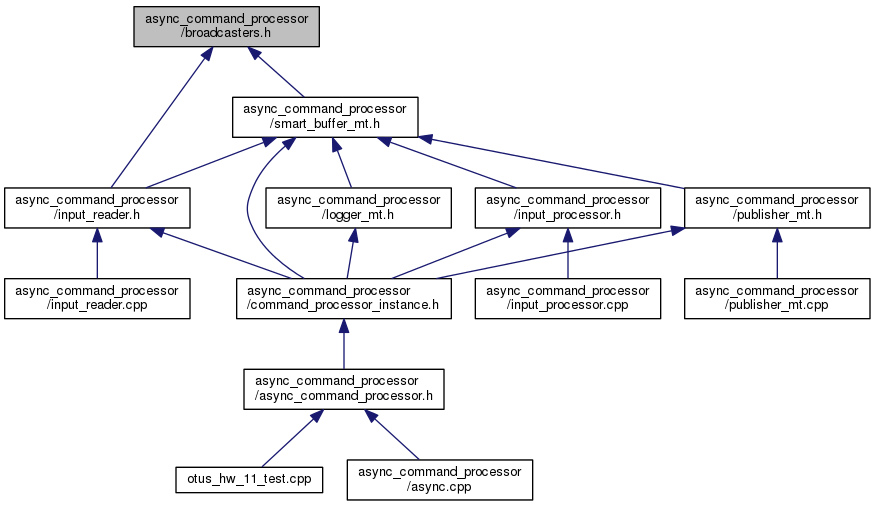 async_command_processor
/broadcasters.h
async_command_processor
/smart_buffer_mt.h
async_command_processor
/input_reader.h
async_command_processor
/logger_mt.h
async_command_processor
/input_processor.h
async_command_processor
/publisher_mt.h
async_command_processor
/input_reader.cpp
async_command_processor
/command_processor_instance.h
async_command_processor
/input_processor.cpp
async_command_processor
/publisher_mt.cpp
async_command_processor
/async_command_processor.h
otus_hw_11_test.cpp
async_command_processor
/async.cpp